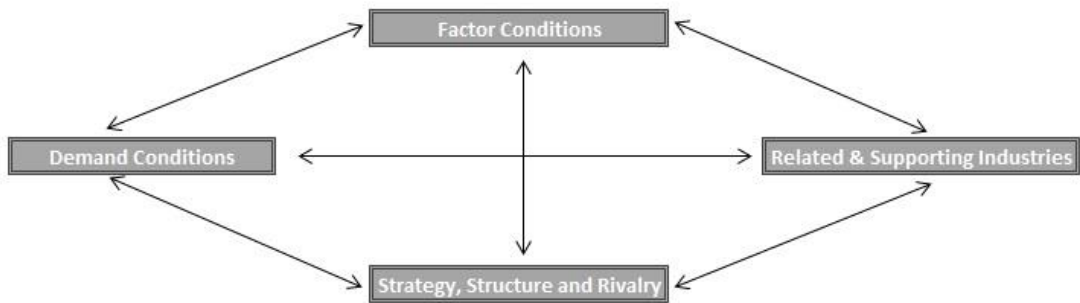 Factor Conditions
Demand Conditions
Related & Supporting Industries
Strategy, Structure and Rivalry